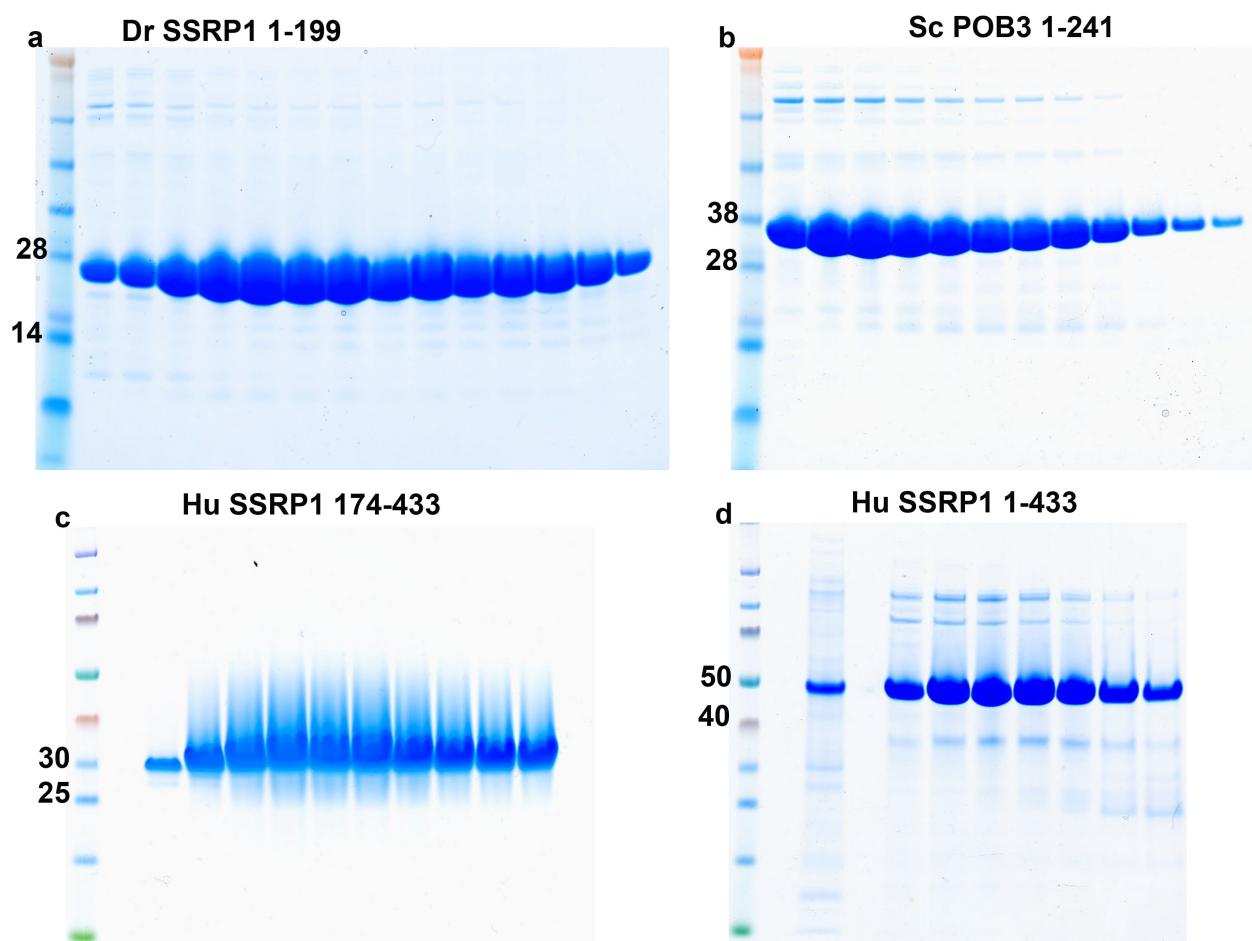 a
Dr SSRP1 1-199
28
14
b
Sc POB3 1-241
38
28
c
Hu SSRP1 174-433
30
25
d
Hu SSRP1 1-433
50
40